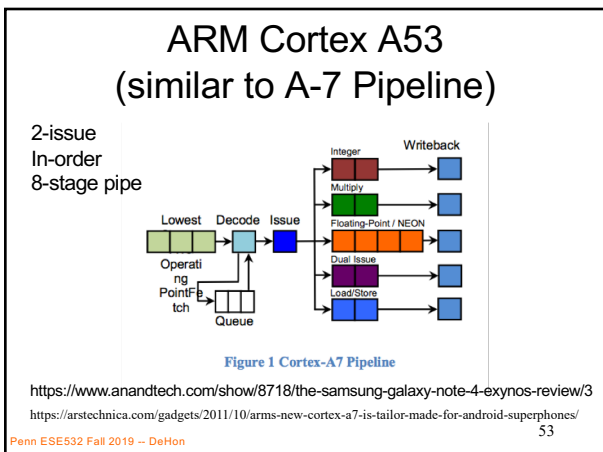 ARM Cortex A53
(similar to A-7 Pipeline)
2-issue
In-order
8-stage pipe
Writeback
Integer
Multiply
Lowest Decode Issue
Floating-Point / NEON
Operati
ng
PointFe
tch
Dual Issue
Load/Store
Queue
Figure 1 Cortex-A7 Pipeline
https://www.anandtech.com/show/8718/the-samsung-galaxy-note-4-exynos-review/3
https://arstechnica.com/gadgets/2011/10/arms-new-cortex-a7-is-tailor-made-for-android-superphones/
Penn ESE532 Fall 2019 -- DeHon
53